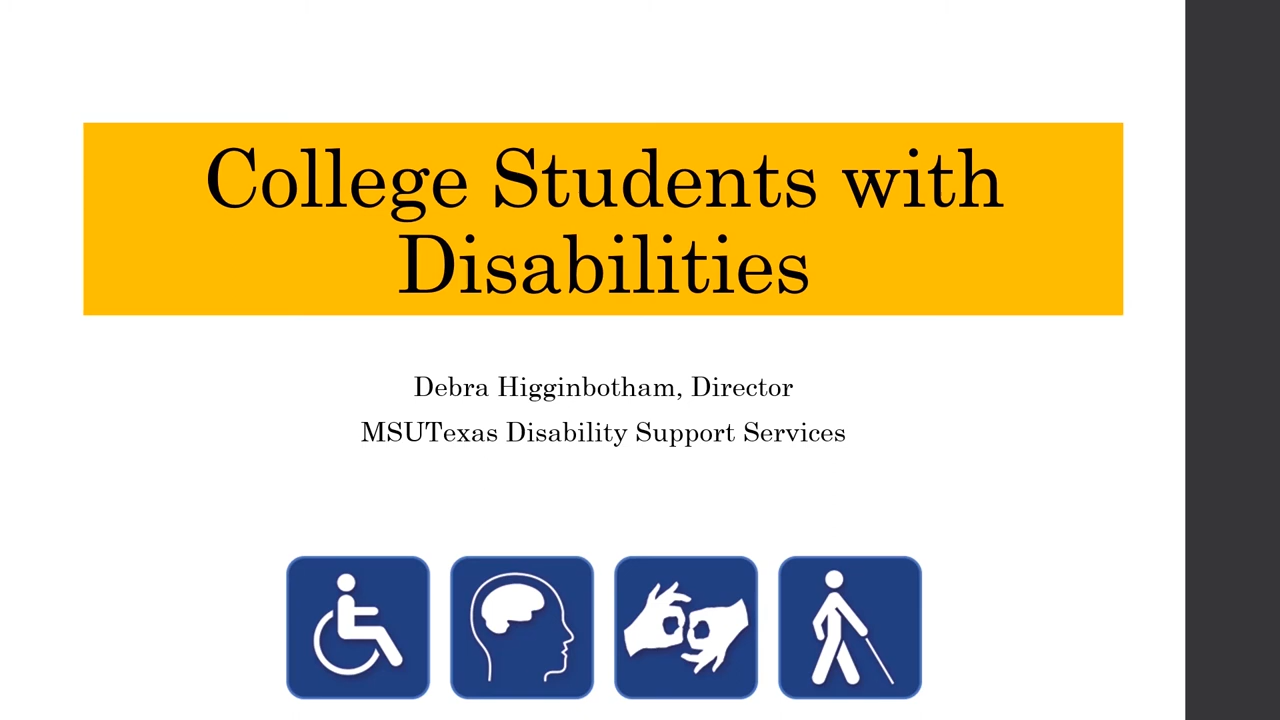 College Students with
Disabilities
Debra Higginbotham, Director
MSUTexas Disability Support Services